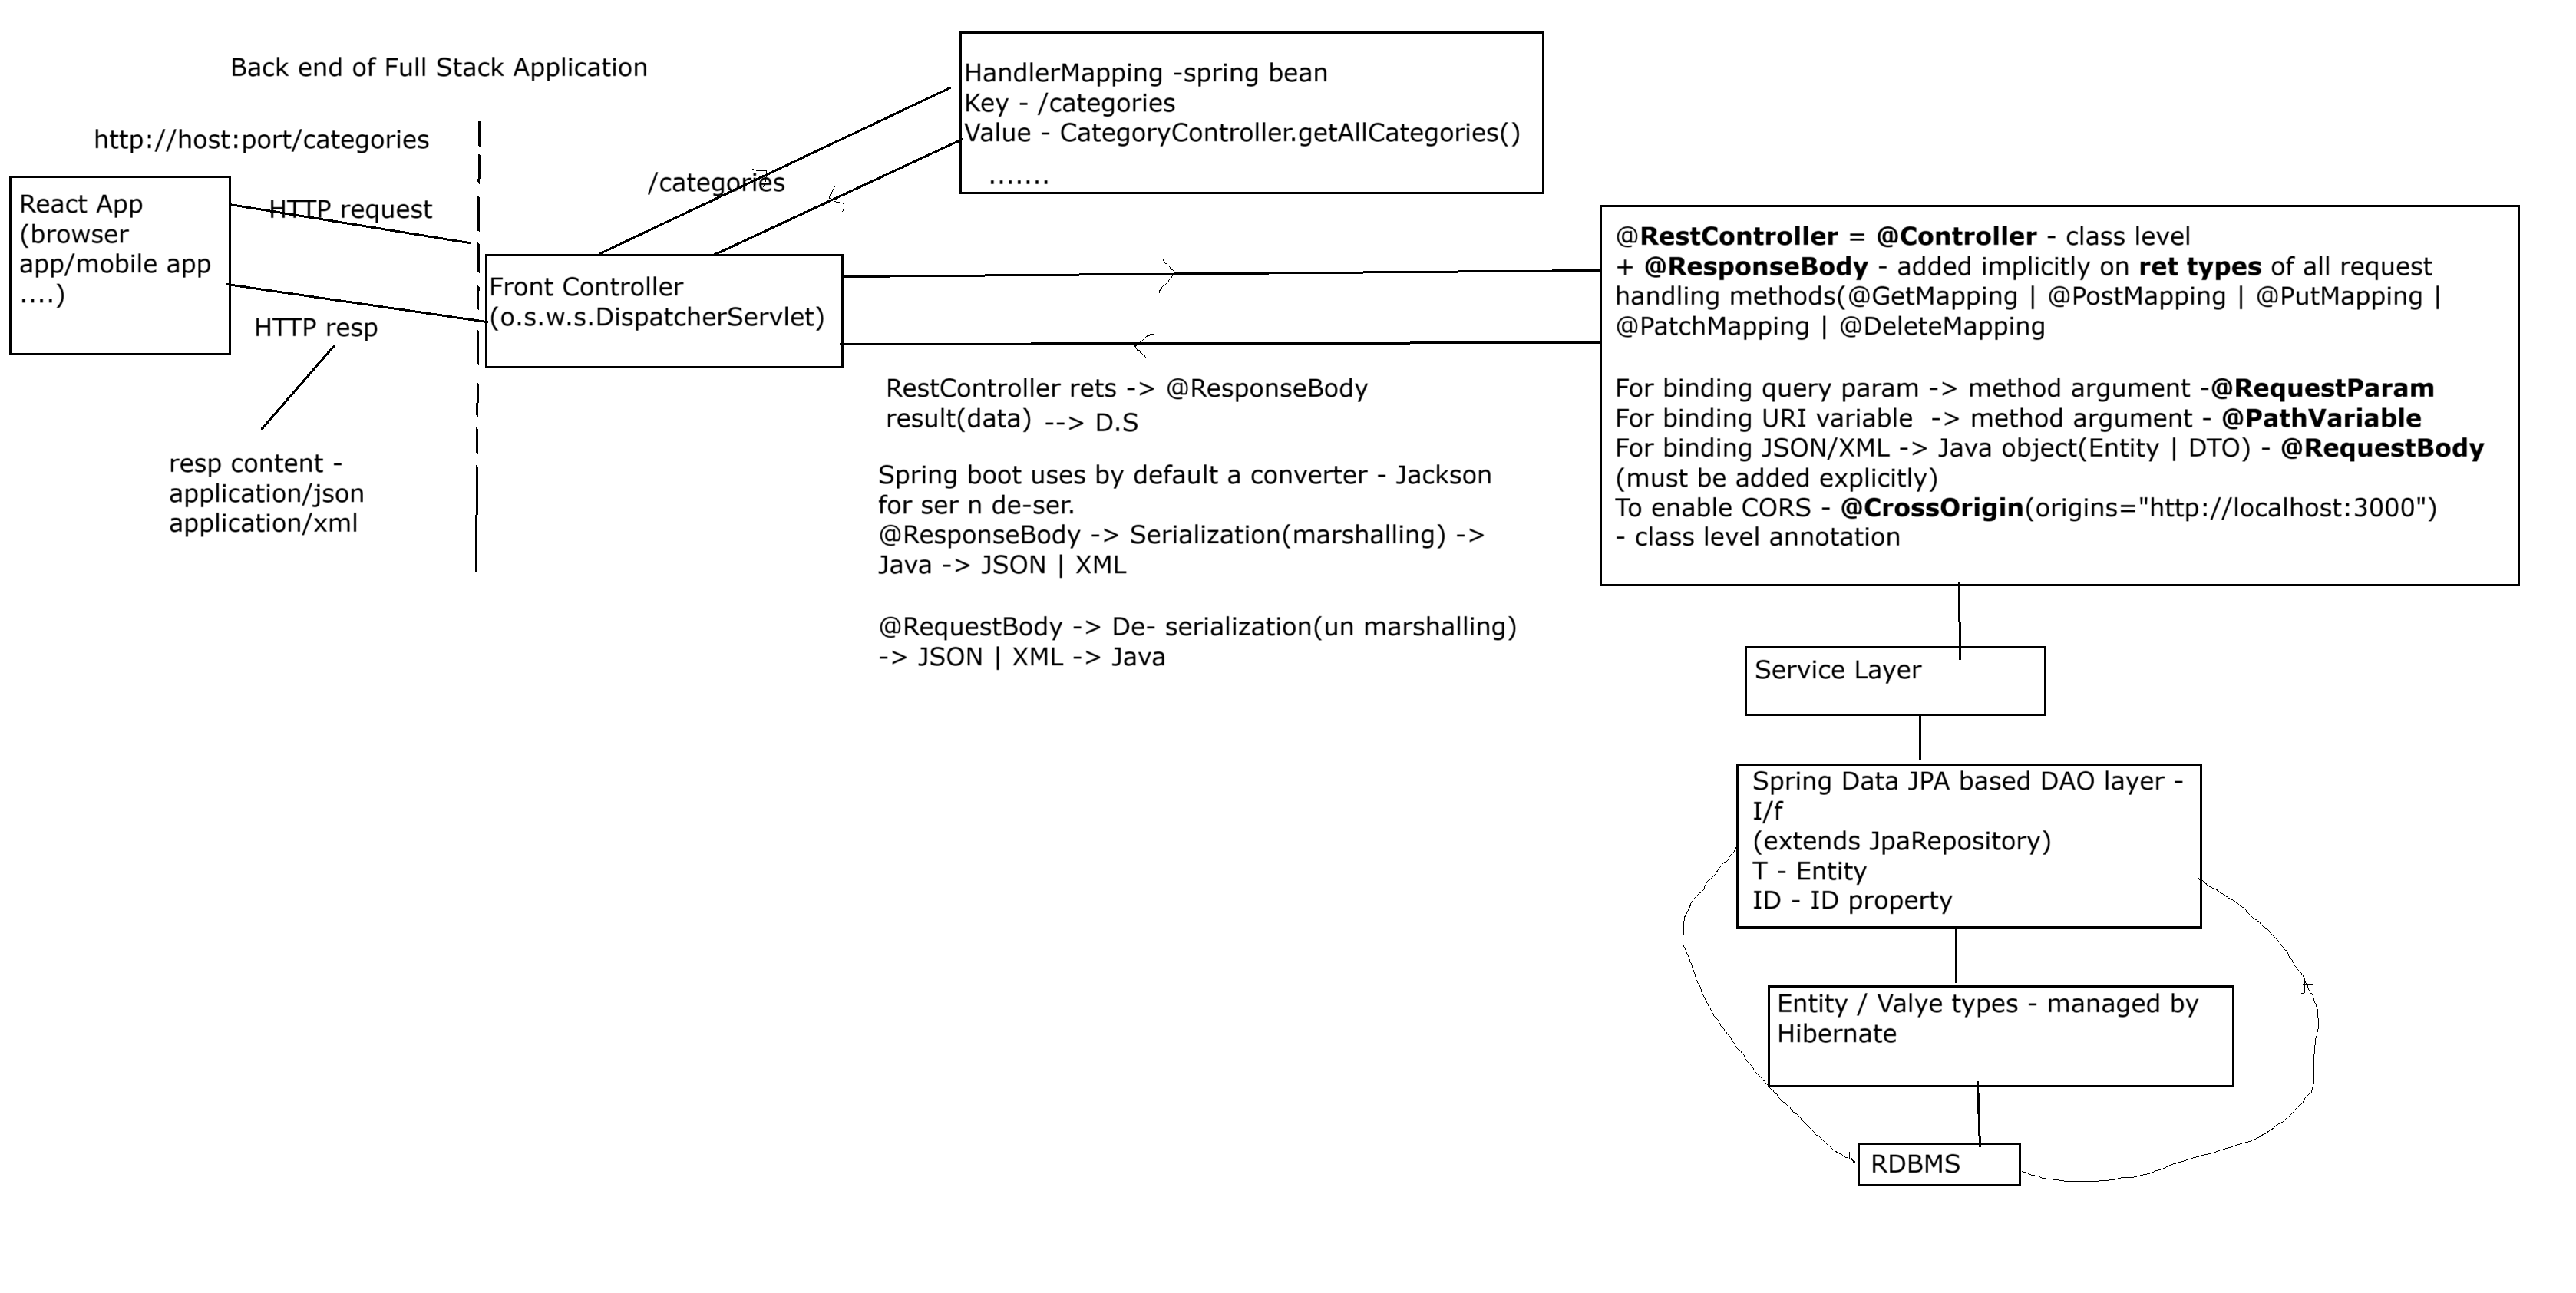 Back end of Full Stack Application
http://host:port/categories
React App
(browser
app/mobile app
....)
HTTP request
HTTP resp
resp content -
application/json
application/xml
/categories
Front Controller
(o.s.w.s.DispatcherServlet)
HandlerMapping -spring bean
Key - /categories
Value - CategoryController.getAllCategories()
.......
RestController rets -> @ResponseBody
result(data) --> D.S
Spring boot uses by default a converter - Jackson
for ser n de-ser.
@ResponseBody -> Serialization(marshalling) ->
Java -> JSON | XML
@RequestBody -> De- serialization(un marshalling)
-> JSON | XML -> Java
@RestController = @Controller - class level
+ @ResponseBody - added implicitly on ret types of all request
handling methods(@GetMapping | @PostMapping | @PutMapping |
@PatchMapping | @DeleteMapping
For binding query param -> method argument -@RequestParam
For binding URI variable -> method argument - @PathVariable
For binding JSON/XML -> Java object(Entity | DTO) - @RequestBody
(must be added explicitly)
To enable CORS - @CrossOrigin(origins="http://localhost:3000")
- class level annotation
Service Layer
Spring Data JPA based DAO layer -
I/f
(extends JpaRepository)
T - Entity
ID - ID property
Entity / Valye types - managed by
Hibernate
RDBMS